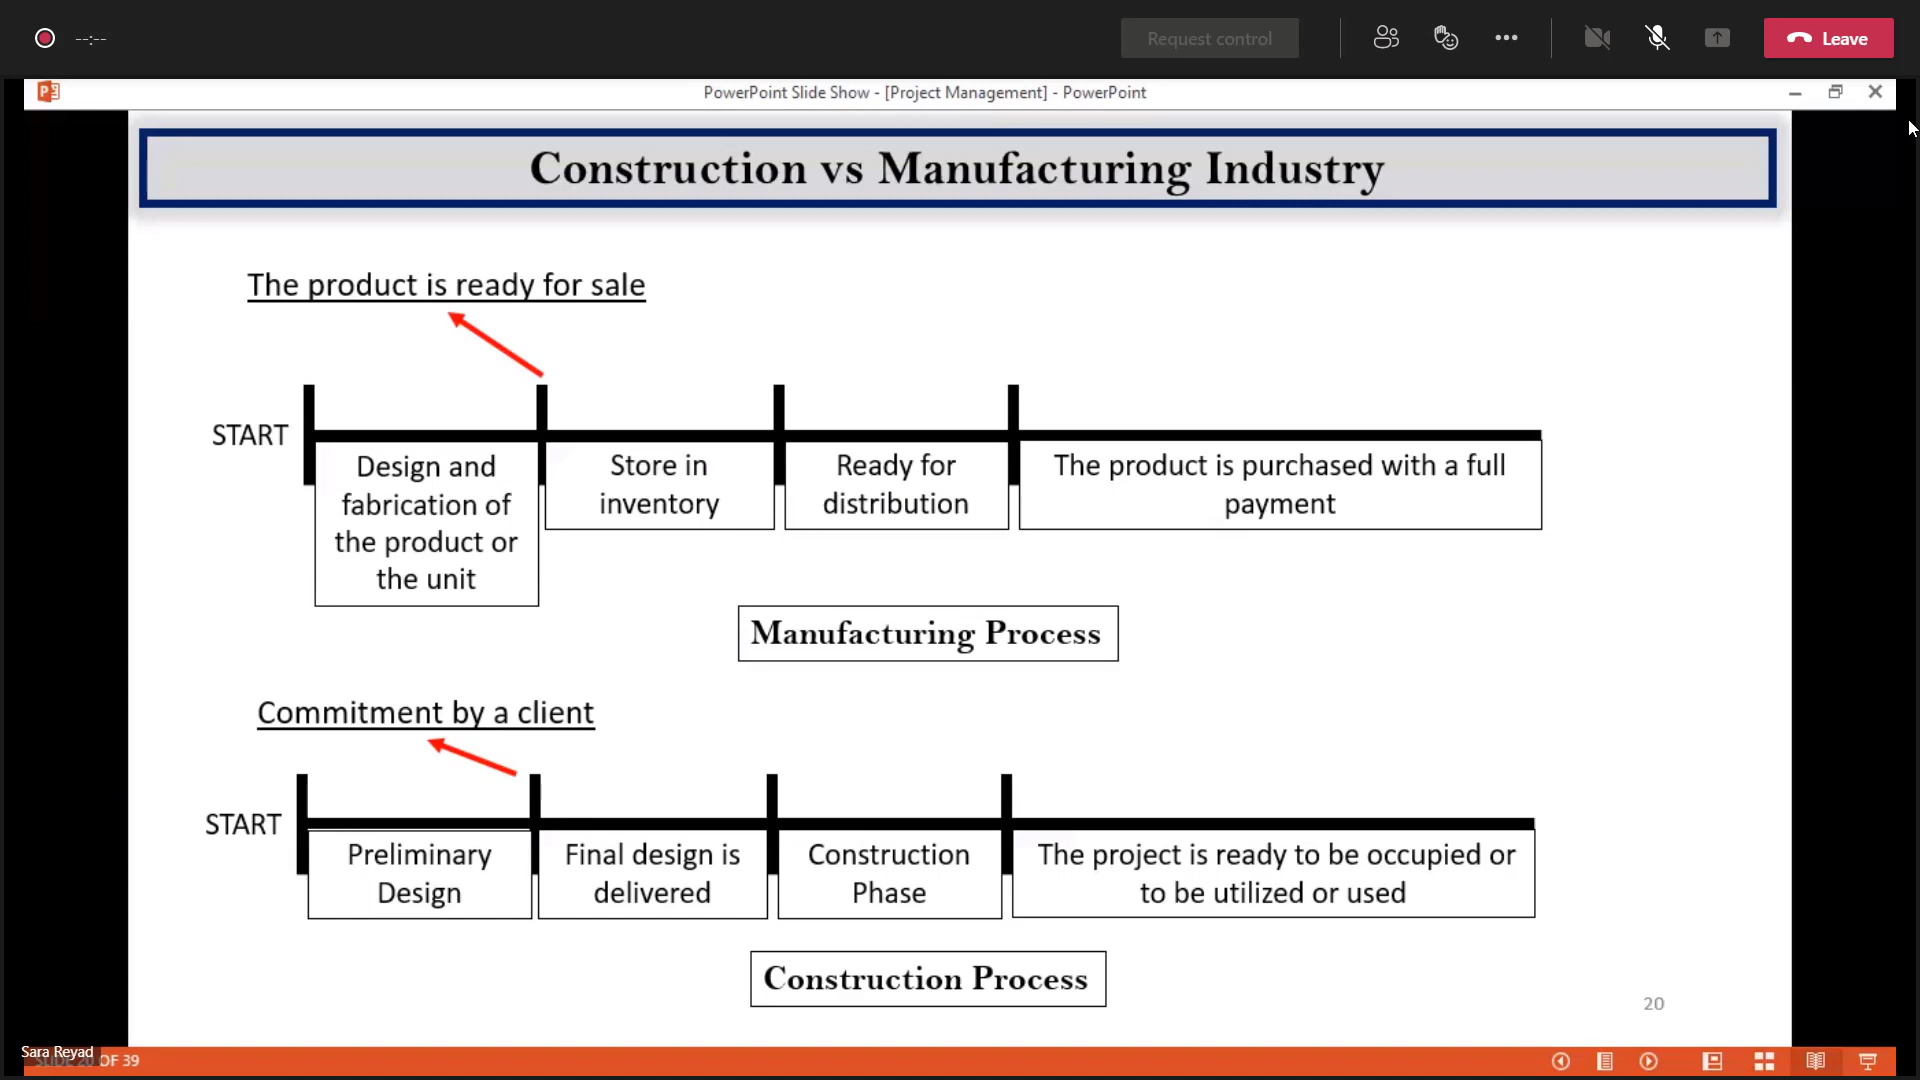 --:--
Request control
Leave
PowerPoint Slide Show - [Project Management] - PowerPoint
Construction vs Manufacturing Industry
The product is ready for sale
START
Design and
fabrication of
the product or
the unit
Store in
inventory
Ready for
distribution
The product is purchased with a full
payment
Manufacturing Process
Commitment by a client
START
Preliminary
Design
Final design is
delivered
Construction
Phase
The project is ready to be occupied or
to be utilized or used
Construction Process
20
Sara Reyad
SLIDE 20 OF 39